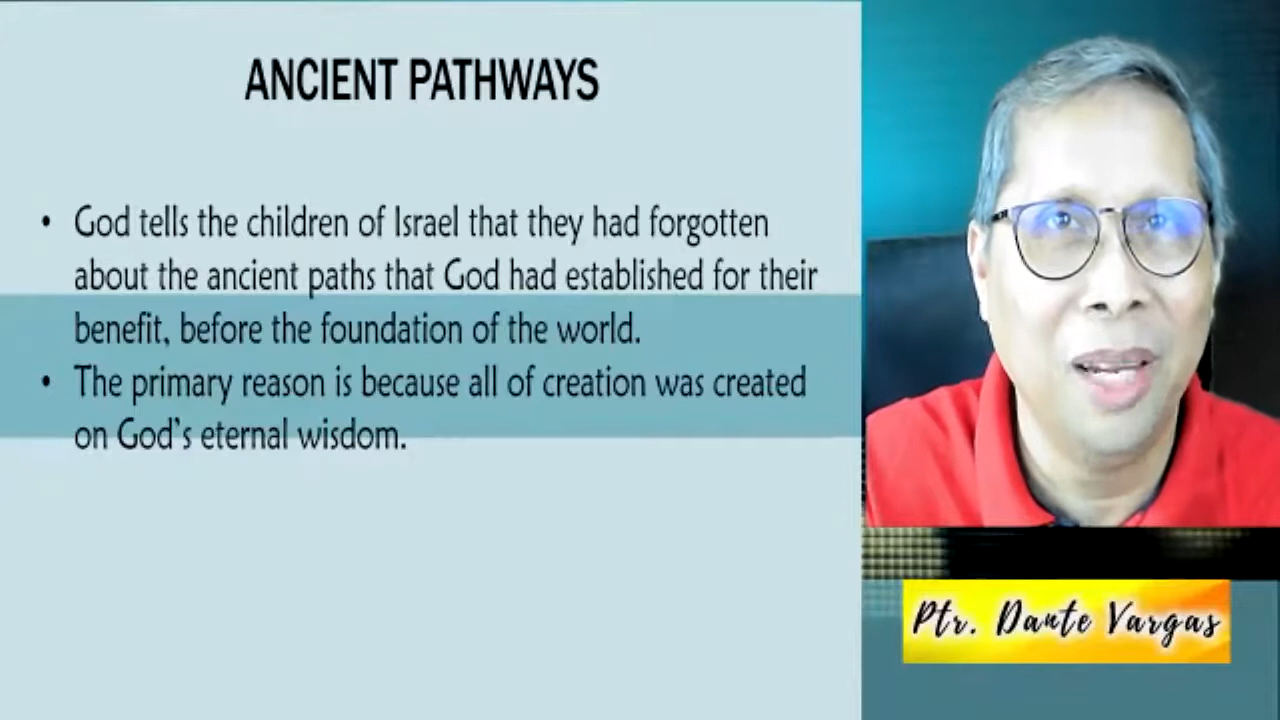 ANCIENT PATHWAYS
• God tells the children of Israel that they had forgotten
about the ancient paths that God had established for their
benefit, before the foundation of the world.
• The primary reason is because all of creation was created
on God's eternal wisdom.
Ptr. Dante Vargas